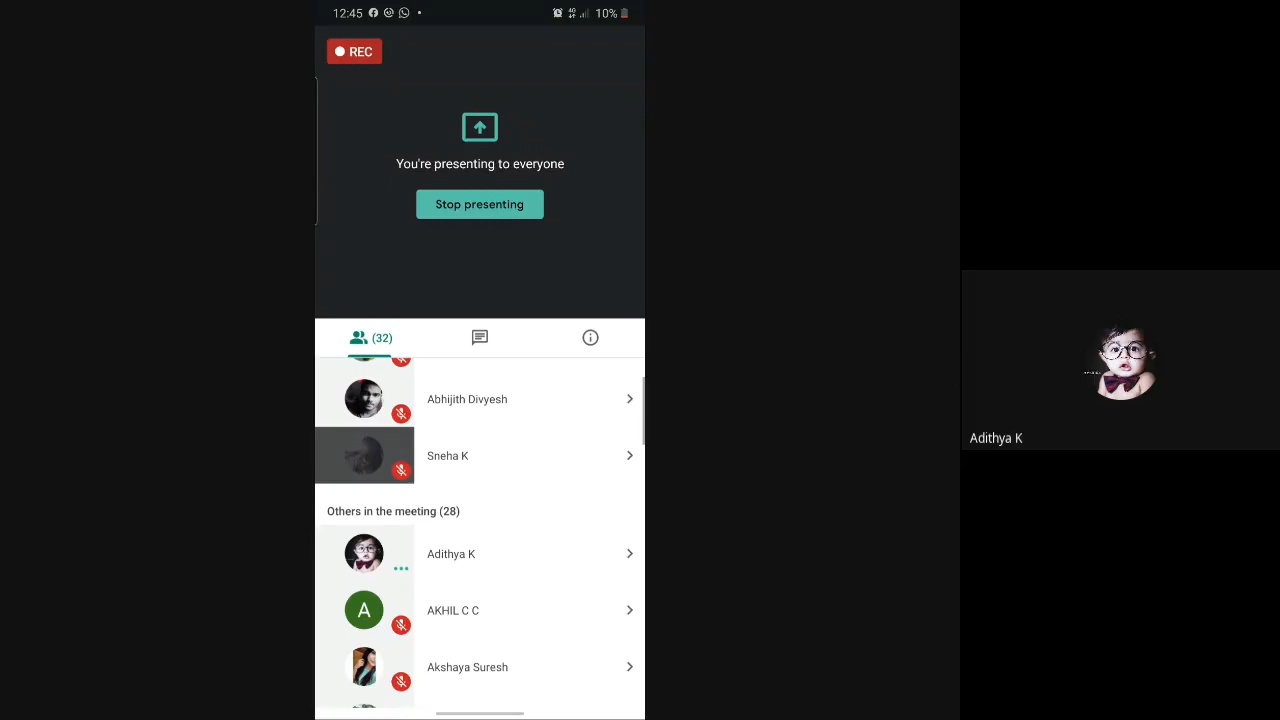 12:45
10%
REC
You're presenting to everyone
Stop presenting
(32)
Abhijith Divyesh
Sneha K
Others in the meeting (28)
Adithya K
A
AKHIL C C
Akshaya Suresh
Adithya K